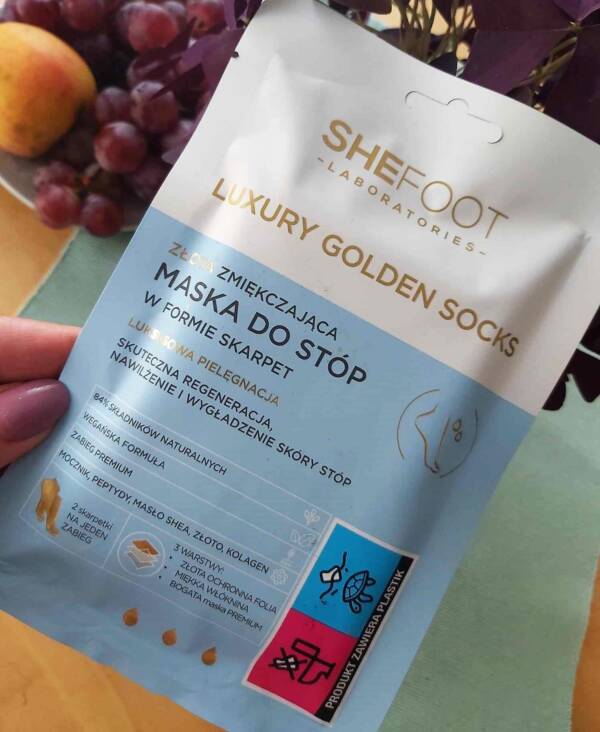 SHEFOOT
-LABORATORIES-
LUXURY GOLDEN SOCKS
ZŁOTA ZMIĘKCZAJĄCA
MASKA DO STÓP
W FORMIE SKARPET
LUKSUSOWA PIELĘGNACJA
SKUTECZNA REGENERACJA,
NAWILŻENIE I WYGŁADZENIE SKÓRY STÓP
84% SKŁADNIKÓW NATURALNYCH
WEGAŃSKA FORMUŁA
ZABIEG PREMIUM
MOCZNIK, PEPTYDY, MASŁO SHEA, ZŁOTO, KOLAGEN
2 skarpetki
NA JEDEN
ZABIEG
3 WARSTWY:
• ZŁOTA OCHRONNA FOLIA
• MIĘKKA WŁÓKNINA
• BOGATA maska PREMIUM
PRODUKT ZAWIERA PLASTIK